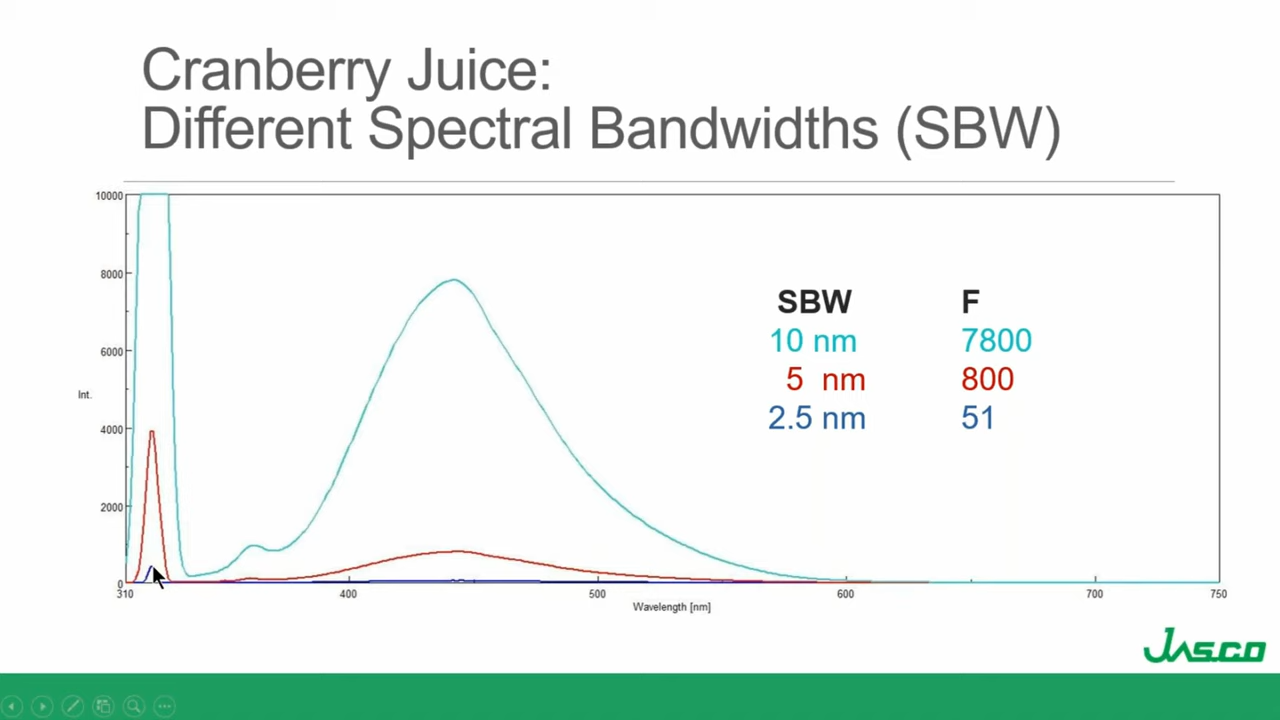 Cranberry Juice:
Different Spectral Bandwidths (SBW)
10000
8000
6000
Int.
4000
2000
0
310
400
500
600
700
750
Wavelength [nm]
SBW F
10 nm 7800
5 nm 800
2.5 nm 51
Jasco